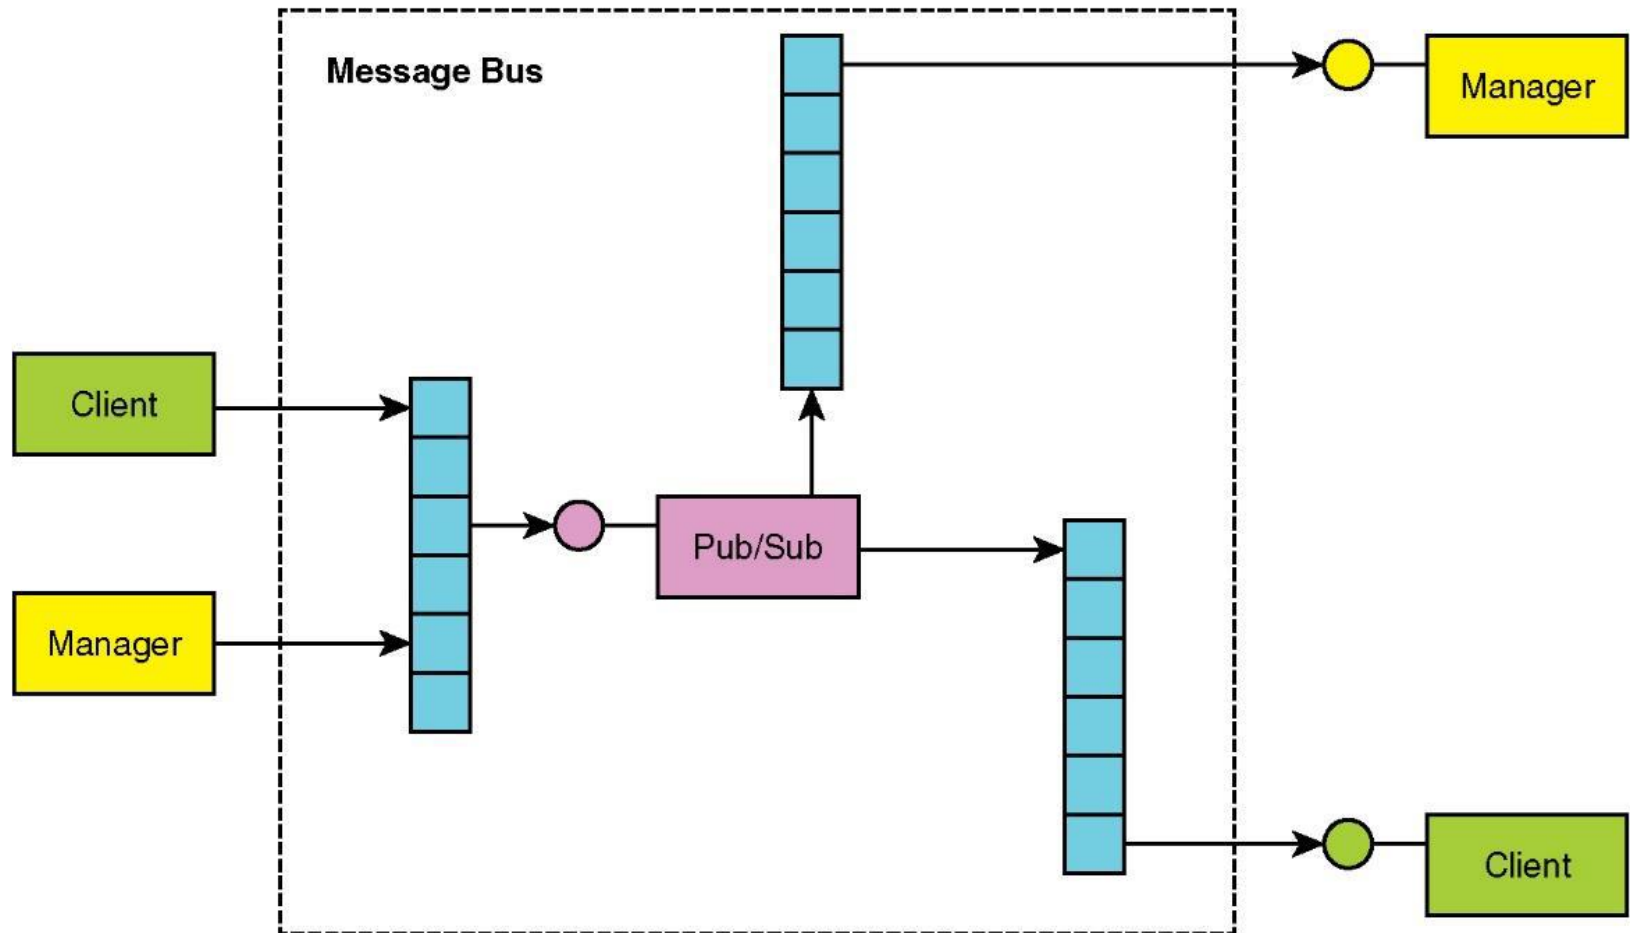 Message Bus
Manager
Client
Pub/Sub
Manager
Client